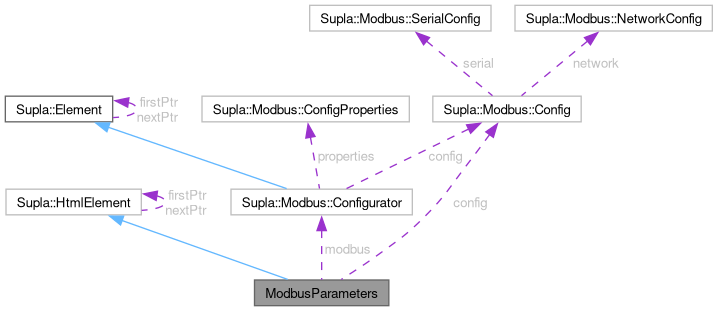 Supla::Modbus::SerialConfig
Supla::Modbus::NetworkConfig
serial
network
Supla::Element
firstPtr
nextPtr
Supla::Modbus::ConfigProperties
Supla::Modbus::Config
properties
config
Supla::HtmlElement
firstPtr
nextPtr
Supla::Modbus::Configurator
config
modbus
ModbusParameters